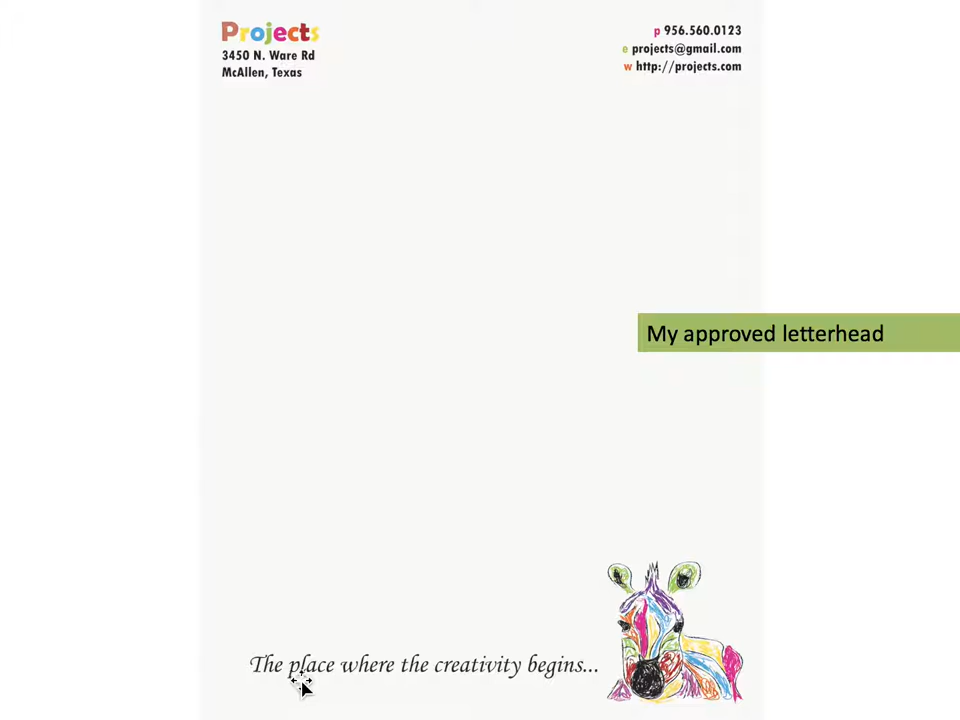 Projects
3450 N. Ware Rd
McAllen, Texas
p 956.560.0123
e projects@gmail.com
w http://projects.com
My approved letterhead
The place where the creativity begins...